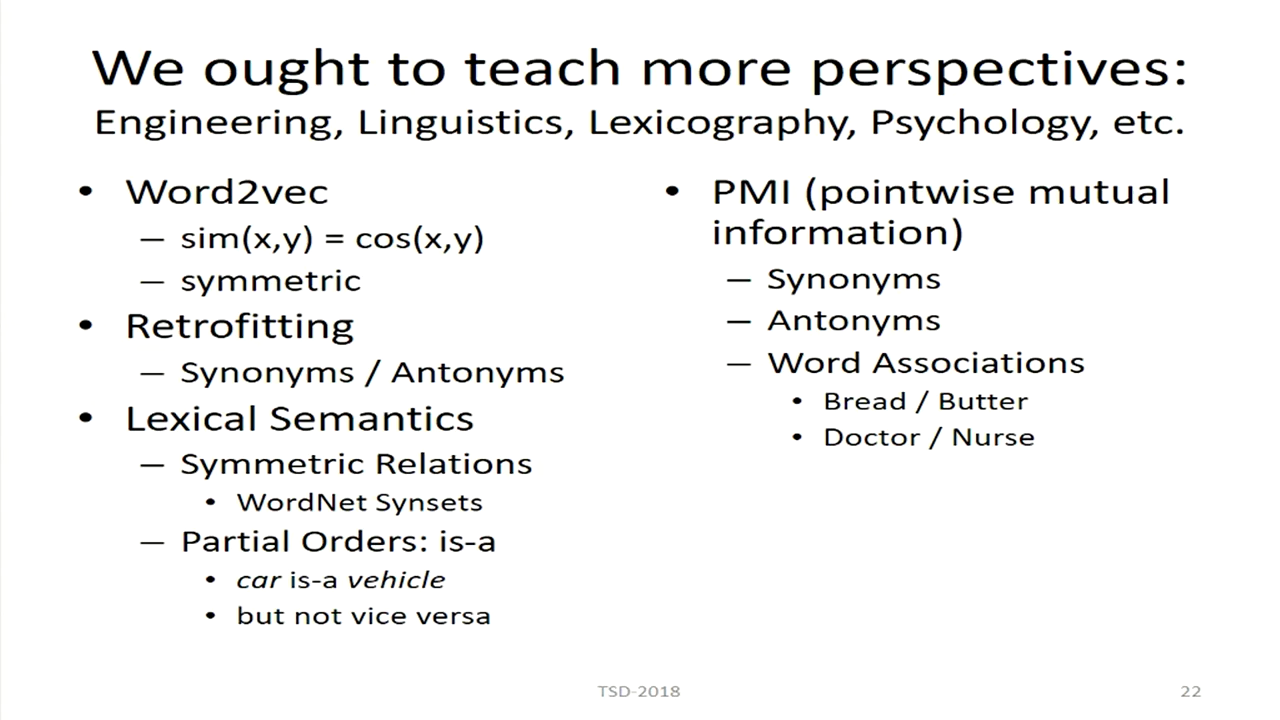 We ought to teach more perspectives:
Engineering, Linguistics, Lexicography, Psychology, etc.
• Word2vec
— sim(x,y) = cos(x,y)
— symmetric
• Retrofitting
— Synonyms / Antonyms
• Lexical Semantics
— Symmetric Relations
• WordNet Synsets
— Partial Orders: is-a
• car is-a vehicle
• but not vice versa
• PMI (pointwise mutual
information)
— Synonyms
— Antonyms
— Word Associations
• Bread / Butter
• Doctor / Nurse
TSD-2018
22